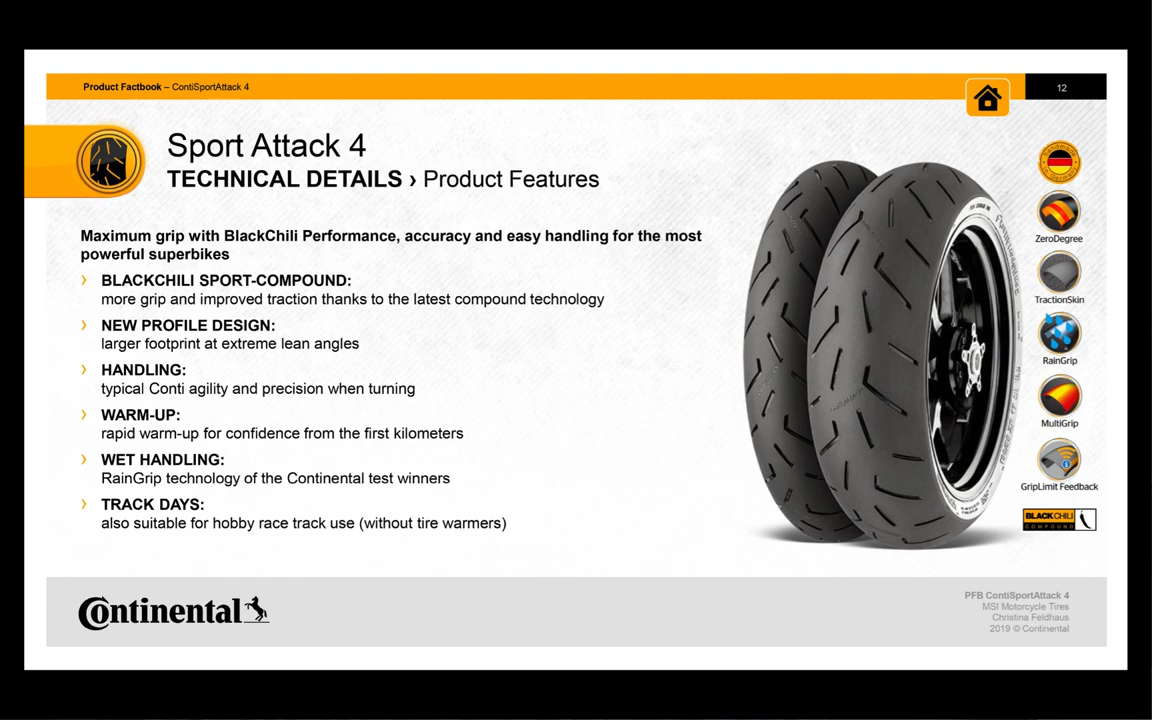 Product Factbook – ContiSportAttack 4
12
Sport Attack 4
TECHNICAL DETAILS › Product Features
Maximum grip with BlackChili Performance, accuracy and easy handling for the most
powerful superbikes
› BLACKCHILI SPORT-COMPOUND:
more grip and improved traction thanks to the latest compound technology
› NEW PROFILE DESIGN:
larger footprint at extreme lean angles
› HANDLING:
typical Conti agility and precision when turning
› WARM-UP:
rapid warm-up for confidence from the first kilometers
› WET HANDLING:
RainGrip technology of the Continental test winners
› TRACK DAYS:
also suitable for hobby race track use (without tire warmers)
Handmade
in Germany
ZeroDegree
TractionSkin
RainGrip
MultiGrip
GripLimit Feedback
BLACKCHILI
COMPOUND
Continental
PFB ContiSportAttack 4
MSI Motorcycle Tires
Christina Feldhaus
2019 © Continental